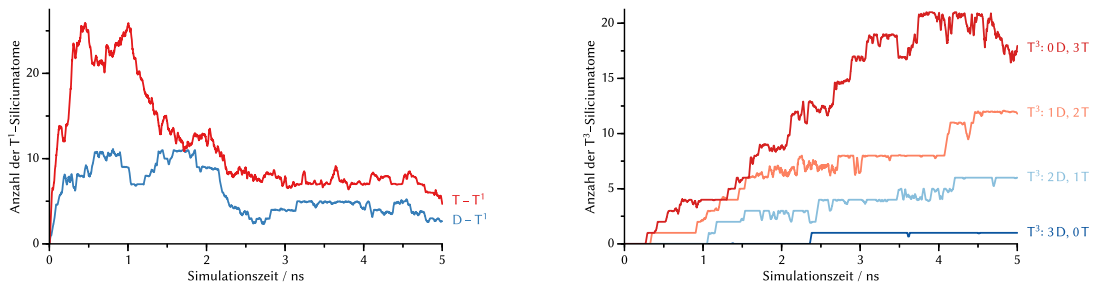 Anzahl der T¹–Siliciumatome
20
10
0
0 1 2 3 4 5
Simulationszeit / ns
T – T¹
D – T¹
Anzahl der T³–Siliciumatome
20
15
10
5
0
0 1 2 3 4 5
Simulationszeit / ns
T³: 0 D, 3 T
T³: 1 D, 2 T
T³: 2 D, 1 T
T³: 3 D, 0 T